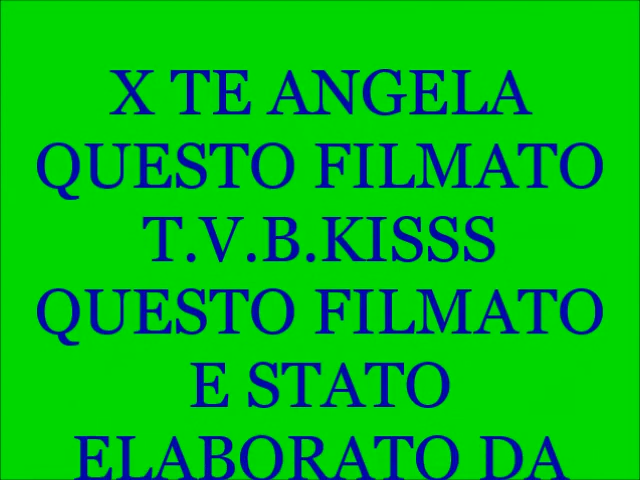 X TE ANGELA
QUESTO FILMATO
T.V.B.KISSS
QUESTO FILMATO
E STATO
ELABORATO DA